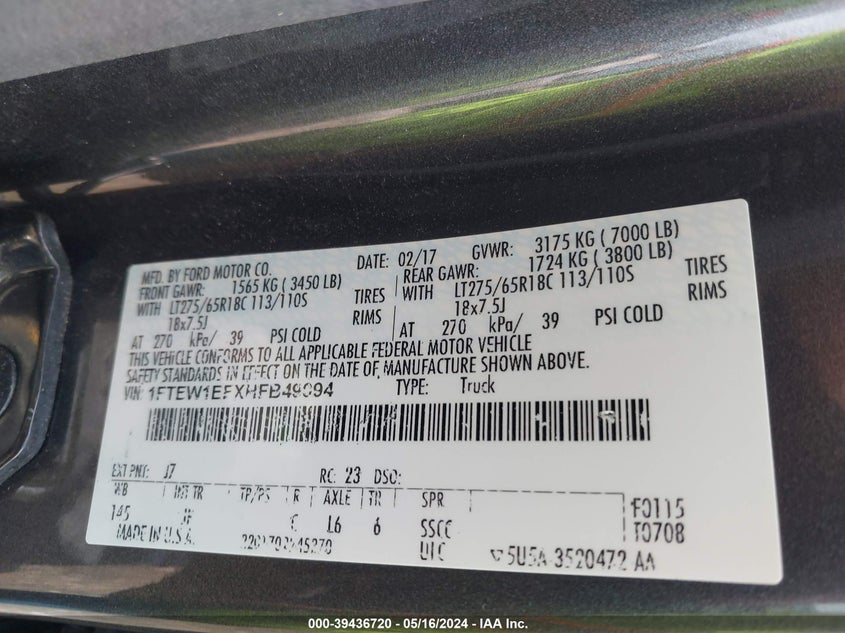 MFD. BY FORD MOTOR CO. DATE: 02/17 GVWR: 3175 KG ( 7000 LB)
FRONT GAWR: 1565 KG ( 3450 LB) REAR GAWR: 1724 KG ( 3800 LB)
WITH LT275/65R18C 113/110S TIRES WITH LT275/65R18C 113/110S TIRES
18x7.5J RIMS 18x7.5J RIMS
AT 270 kPa/ 39 PSI COLD AT 270 kPa/ 39 PSI COLD
THIS VEHICLE CONFORMS TO ALL APPLICABLE FEDERAL MOTOR VEHICLE
SAFETY STANDARDS IN EFFECT ON THE DATE OF MANUFACTURE SHOWN ABOVE.
VIN: TYPE: Truck
EXT PNT: J7 RC: 23 DSO:
WB INT TR TP/PS R AXLE TR SPR F0115
145 L6 6 SSCC T0708
MADE IN U.S.A. UTC 5U5A-3520472 AA
000-39436720 - 05/16/2024 - IAA Inc.